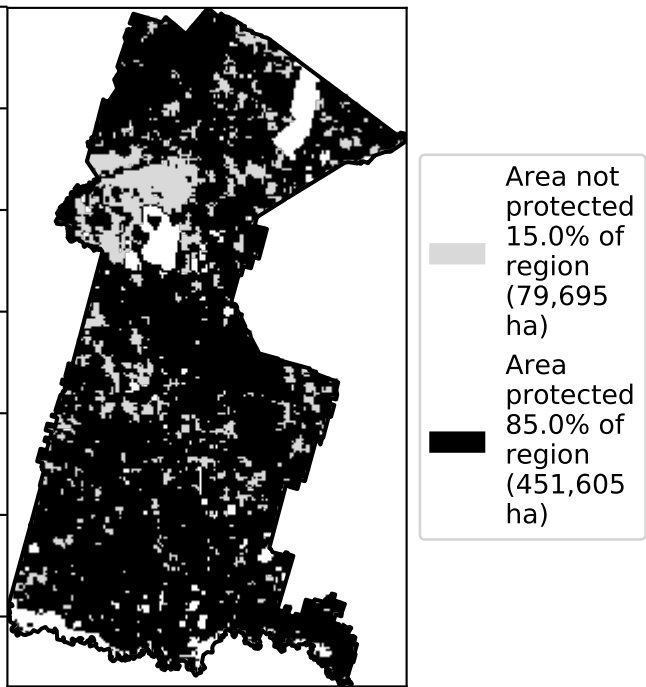 Area not
protected
15.0% of
region
(79,695
ha)
Area
protected
85.0% of
region
(451,605
ha)